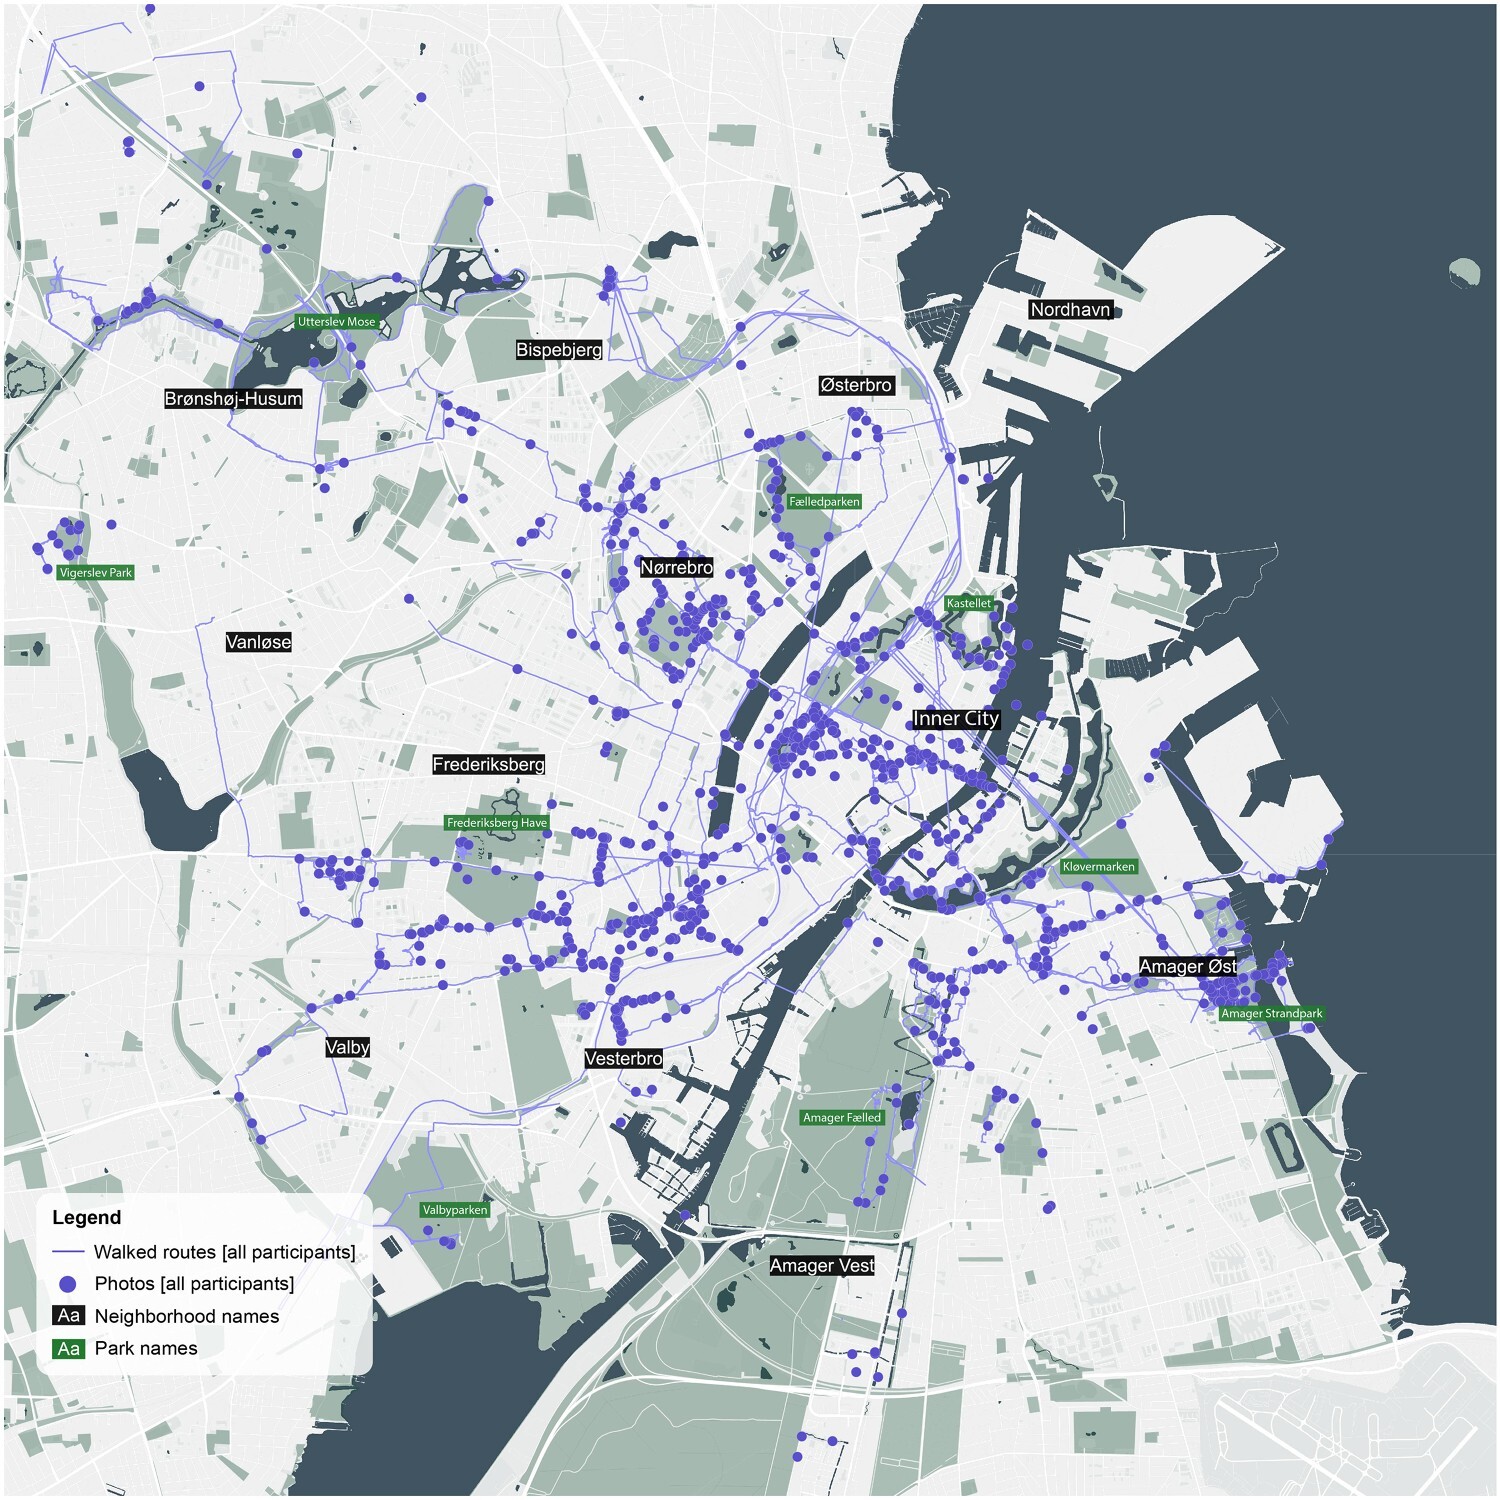 Nordhavn
Utterslev Mose
Bispebjerg
Østerbro
Brønshøj-Husum
Fælledparken
Nørrebro
Vigerslev Park
Kastellet
Vanløse
Inner City
Frederiksberg
Frederiksberg Have
Kløvermarken
Amager Øst
Amager Strandpark
Valby
Vesterbro
Amager Fælled
Valbyparken
Amager Vest
Legend
Walked routes [all participants]
Photos [all participants]
Aa Neighborhood names
Aa Park names